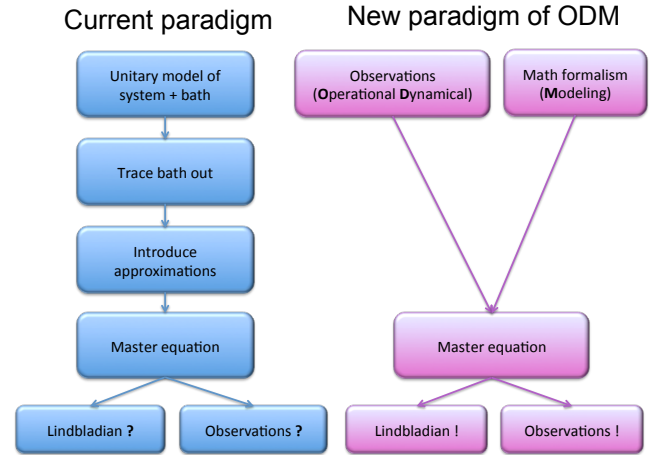 Current paradigm
New paradigm of ODM
Unitary model of
system + bath
Trace bath out
Introduce
approximations
Master equation
Lindbladian ?
Observations ?
Observations
(Operational Dynamical)
Math formalism
(Modeling)
Master equation
Lindbladian !
Observations !